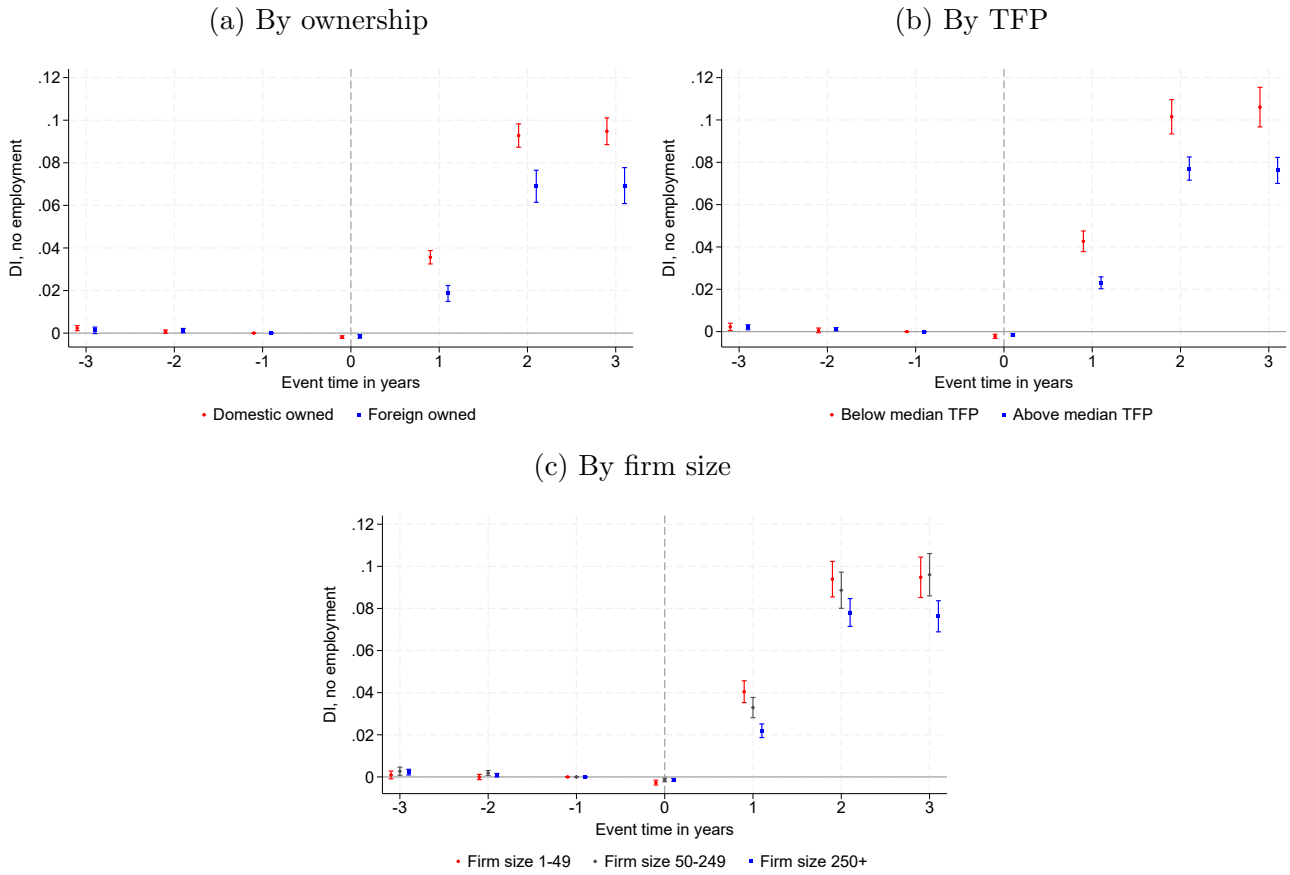 (a) By ownership
.12
.1
.08
.06
.04
.02
0
DI, no employment
-3 -2 -1 0 1 2 3
Event time in years
Domestic owned Foreign owned
(b) By TFP
.12
.1
.08
.06
.04
.02
0
DI, no employment
-3 -2 -1 0 1 2 3
Event time in years
Below median TFP Above median TFP
(c) By firm size
.12
.1
.08
.06
.04
.02
0
DI, no employment
-3 -2 -1 0 1 2 3
Event time in years
Firm size 1-49 Firm size 50-249 Firm size 250+